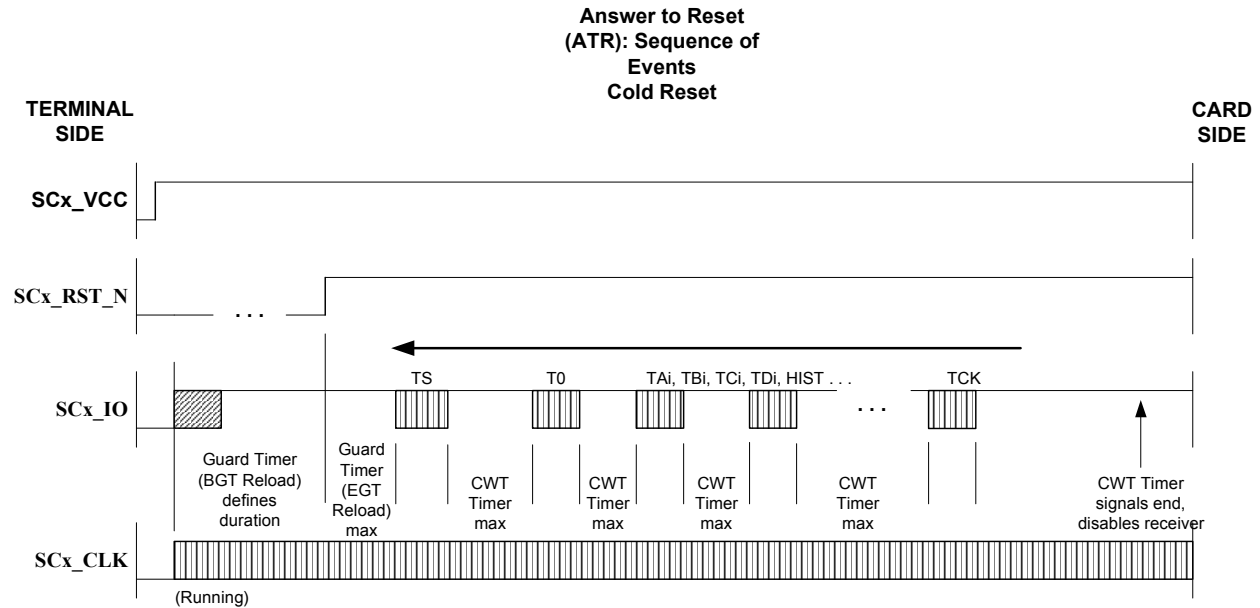 Answer to Reset
(ATR): Sequence of
Events
Cold Reset
TERMINAL
SIDE
CARD
SIDE
SCx_VCC
SCx_RST_N
. . .
TS
T0
TAi, TBi, TCi, TDi, HIST . . .
TCK
SCx_IO
. . .
Guard Timer
(BGT Reload)
defines
duration
Guard
Timer
(EGT
Reload)
max
CWT
Timer
max
CWT
Timer
max
CWT
Timer
max
CWT
Timer
max
CWT Timer
signals end,
disables receiver
SCx_CLK
(Running)